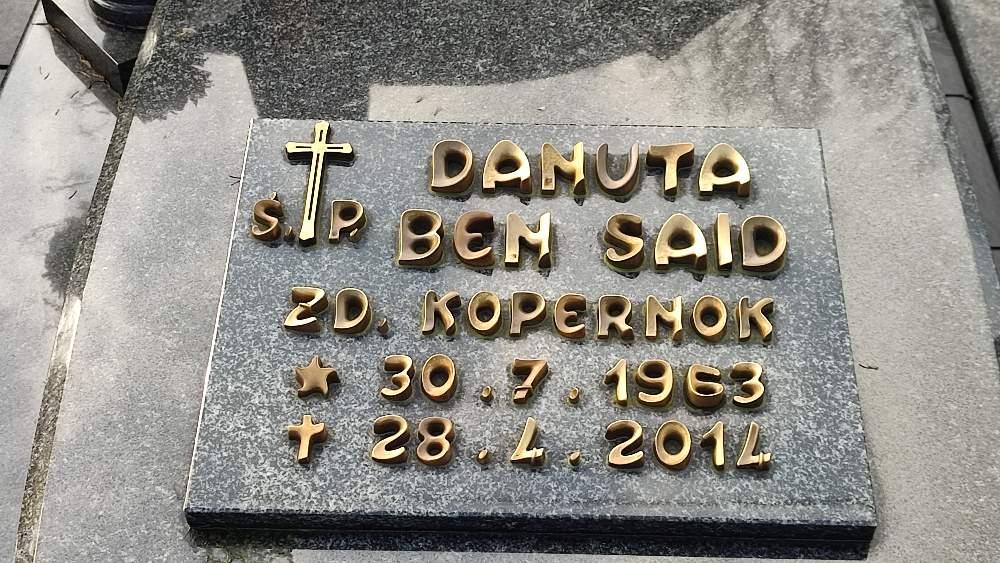 DANUTA
Ś. P. BEN SAID
ZD. KOPERNOK
30.7.1963
28.4.2014